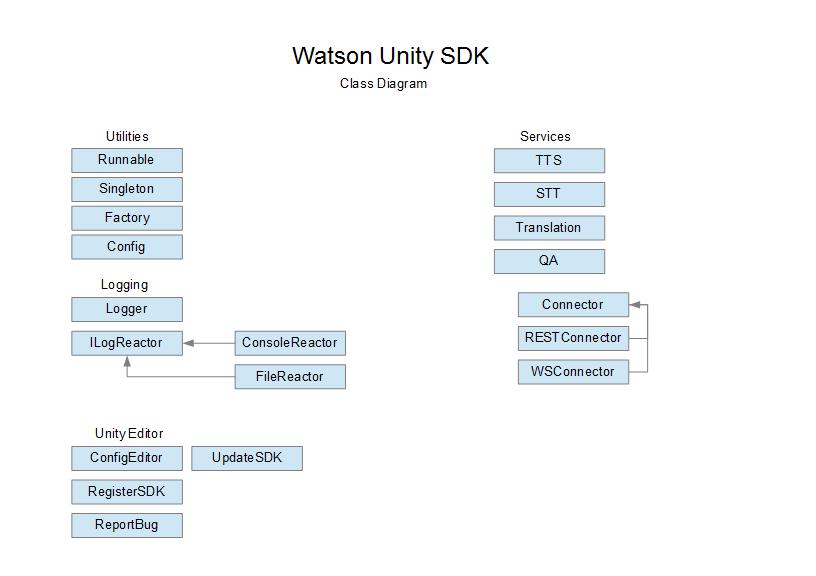 Watson Unity SDK
Class Diagram
Utilities
Runnable
Singleton
Factory
Config
Logging
Logger
ILogReactor
ConsoleReactor
FileReactor
Unity Editor
ConfigEditor
UpdateSDK
RegisterSDK
ReportBug
Services
TTS
STT
Translation
QA
Connector
RESTConnector
WSConnector